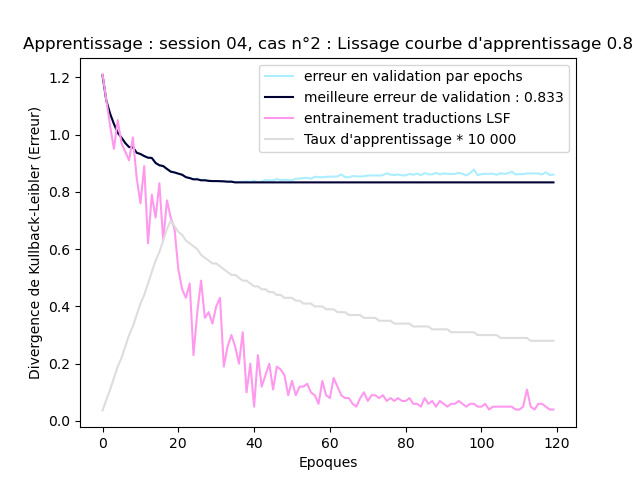 Apprentissage : session 04, cas n°2 : Lissage courbe d'apprentissage 0.8
erreur en validation par epochs
meilleure erreur de validation : 0.833
entrainement traductions LSF
Taux d'apprentissage * 10 000
Divergence de Kullback-Leibler (Erreur)
1.2
1.0
0.8
0.6
0.4
0.2
0.0
0
20
40
60
80
100
120
Epoques